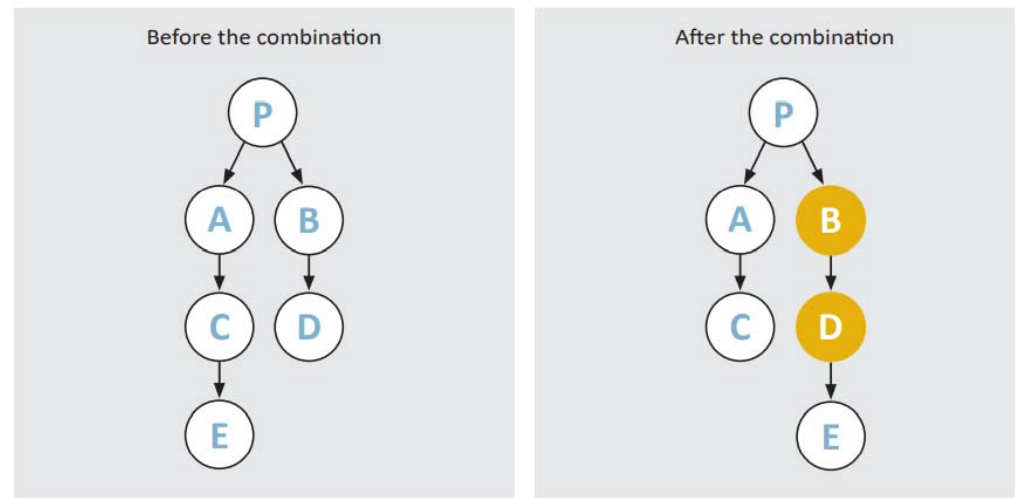 Before the combination
P
A B
C D
E
After the combination
P
A B
C D
E